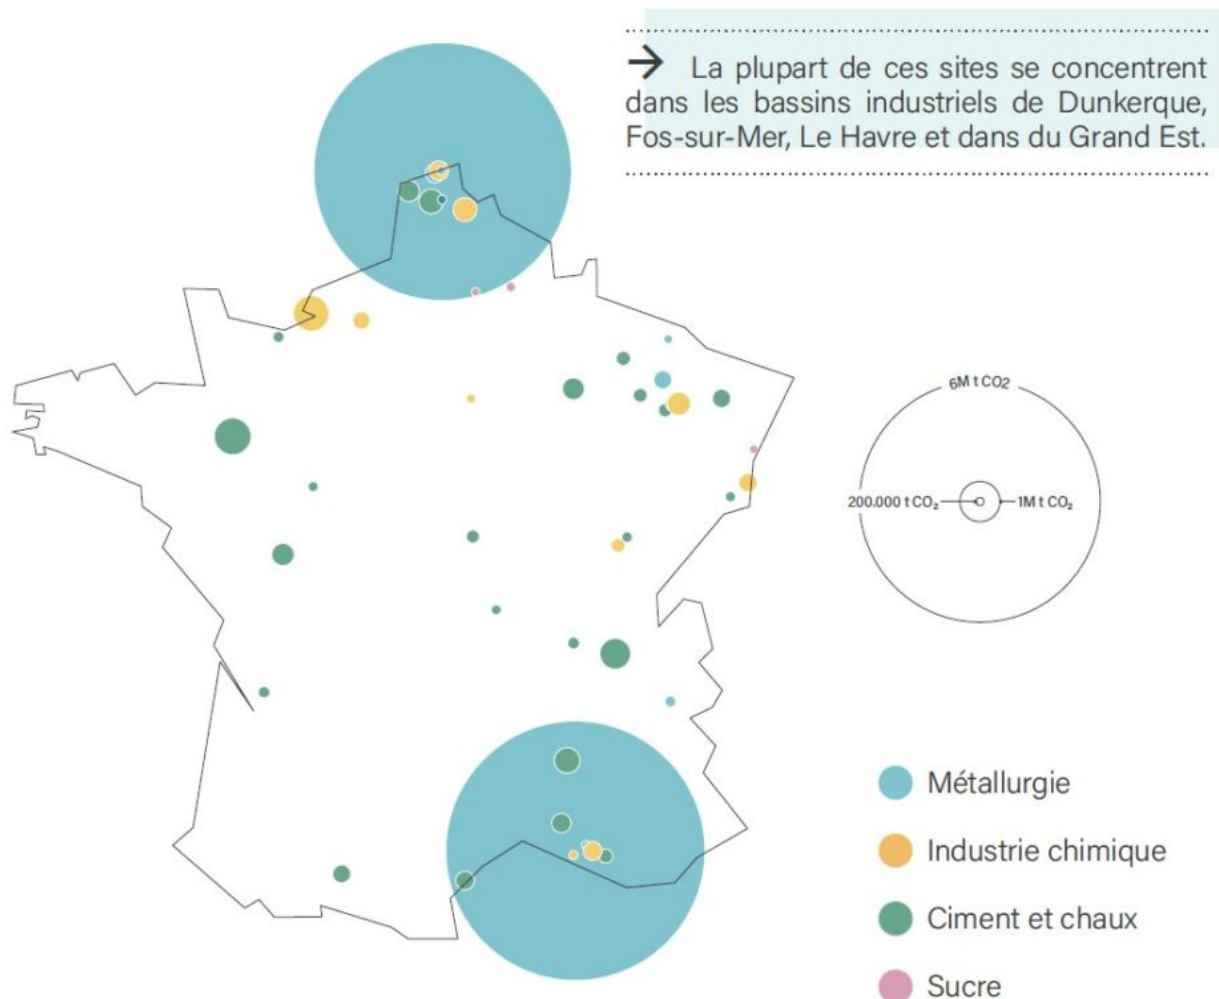 → La plupart de ces sites se concentrent
dans les bassins industriels de Dunkerque,
Fos-sur-Mer, Le Havre et dans du Grand Est.
6M t CO2
200.000 t CO₂
1M t CO₂
Métallurgie
Industrie chimique
Ciment et chaux
Sucre